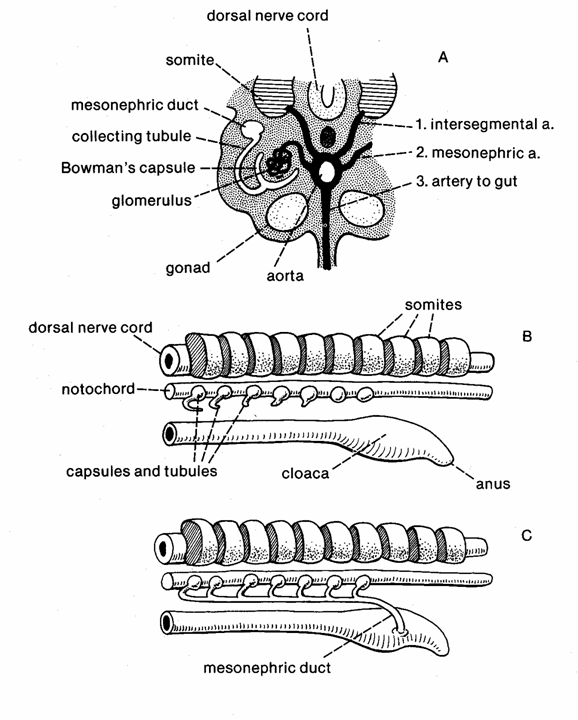 dorsal nerve cord
A
somite
mesonephric duct
collecting tubule
Bowman's capsule
glomerulus
1. intersegmental a.
2. mesonephric a.
3. artery to gut
gonad
aorta
somites
B
dorsal nerve cord
notochord
capsules and tubules
cloaca
anus
C
mesonephric duct